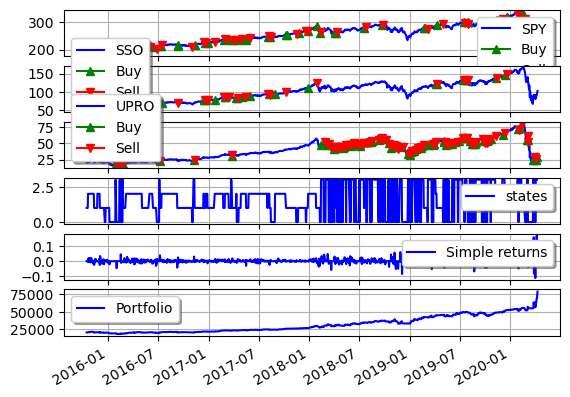 300
200
SPY
Buy
SSO
Buy
Sell
150
100
50
UPRO
Buy
Sell
75
50
25
2.5
0.0
states
0.1
0.0
−0.1
Simple returns
75000
50000
25000
Portfolio
2016-01
2016-07
2017-01
2017-07
2018-01
2018-07
2019-01
2019-07
2020-01